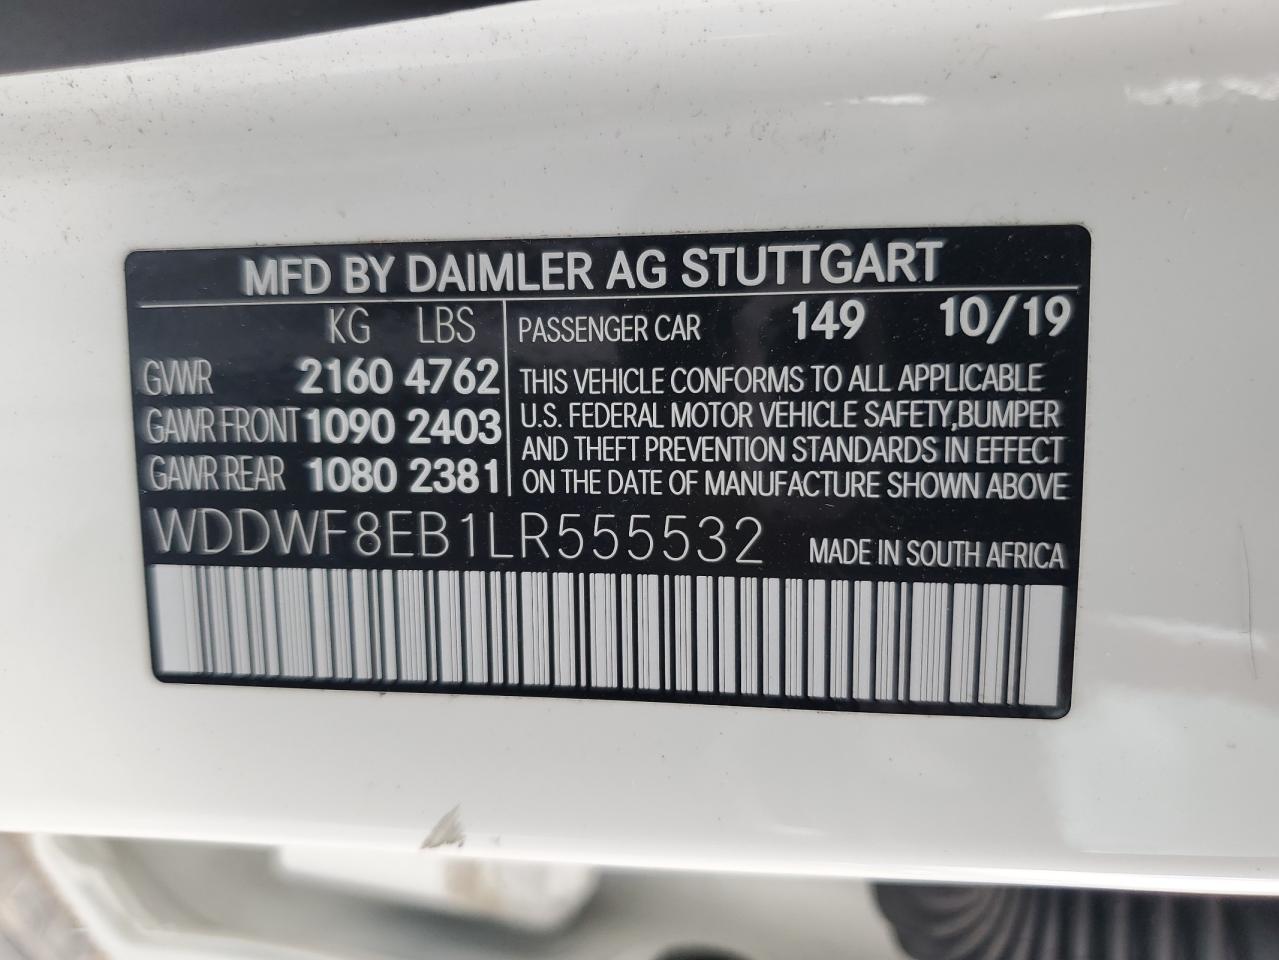 MFD BY DAIMLER AG STUTTGART
KG LBS
GVWR 2160 4762
GAWR FRONT 1090 2403
GAWR REAR 1080 2381
PASSENGER CAR 149 10/19
THIS VEHICLE CONFORMS TO ALL APPLICABLE
U.S. FEDERAL MOTOR VEHICLE SAFETY,BUMPER
AND THEFT PREVENTION STANDARDS IN EFFECT
ON THE DATE OF MANUFACTURE SHOWN ABOVE
WDDWF8EB1LR555532 MADE IN SOUTH AFRICA